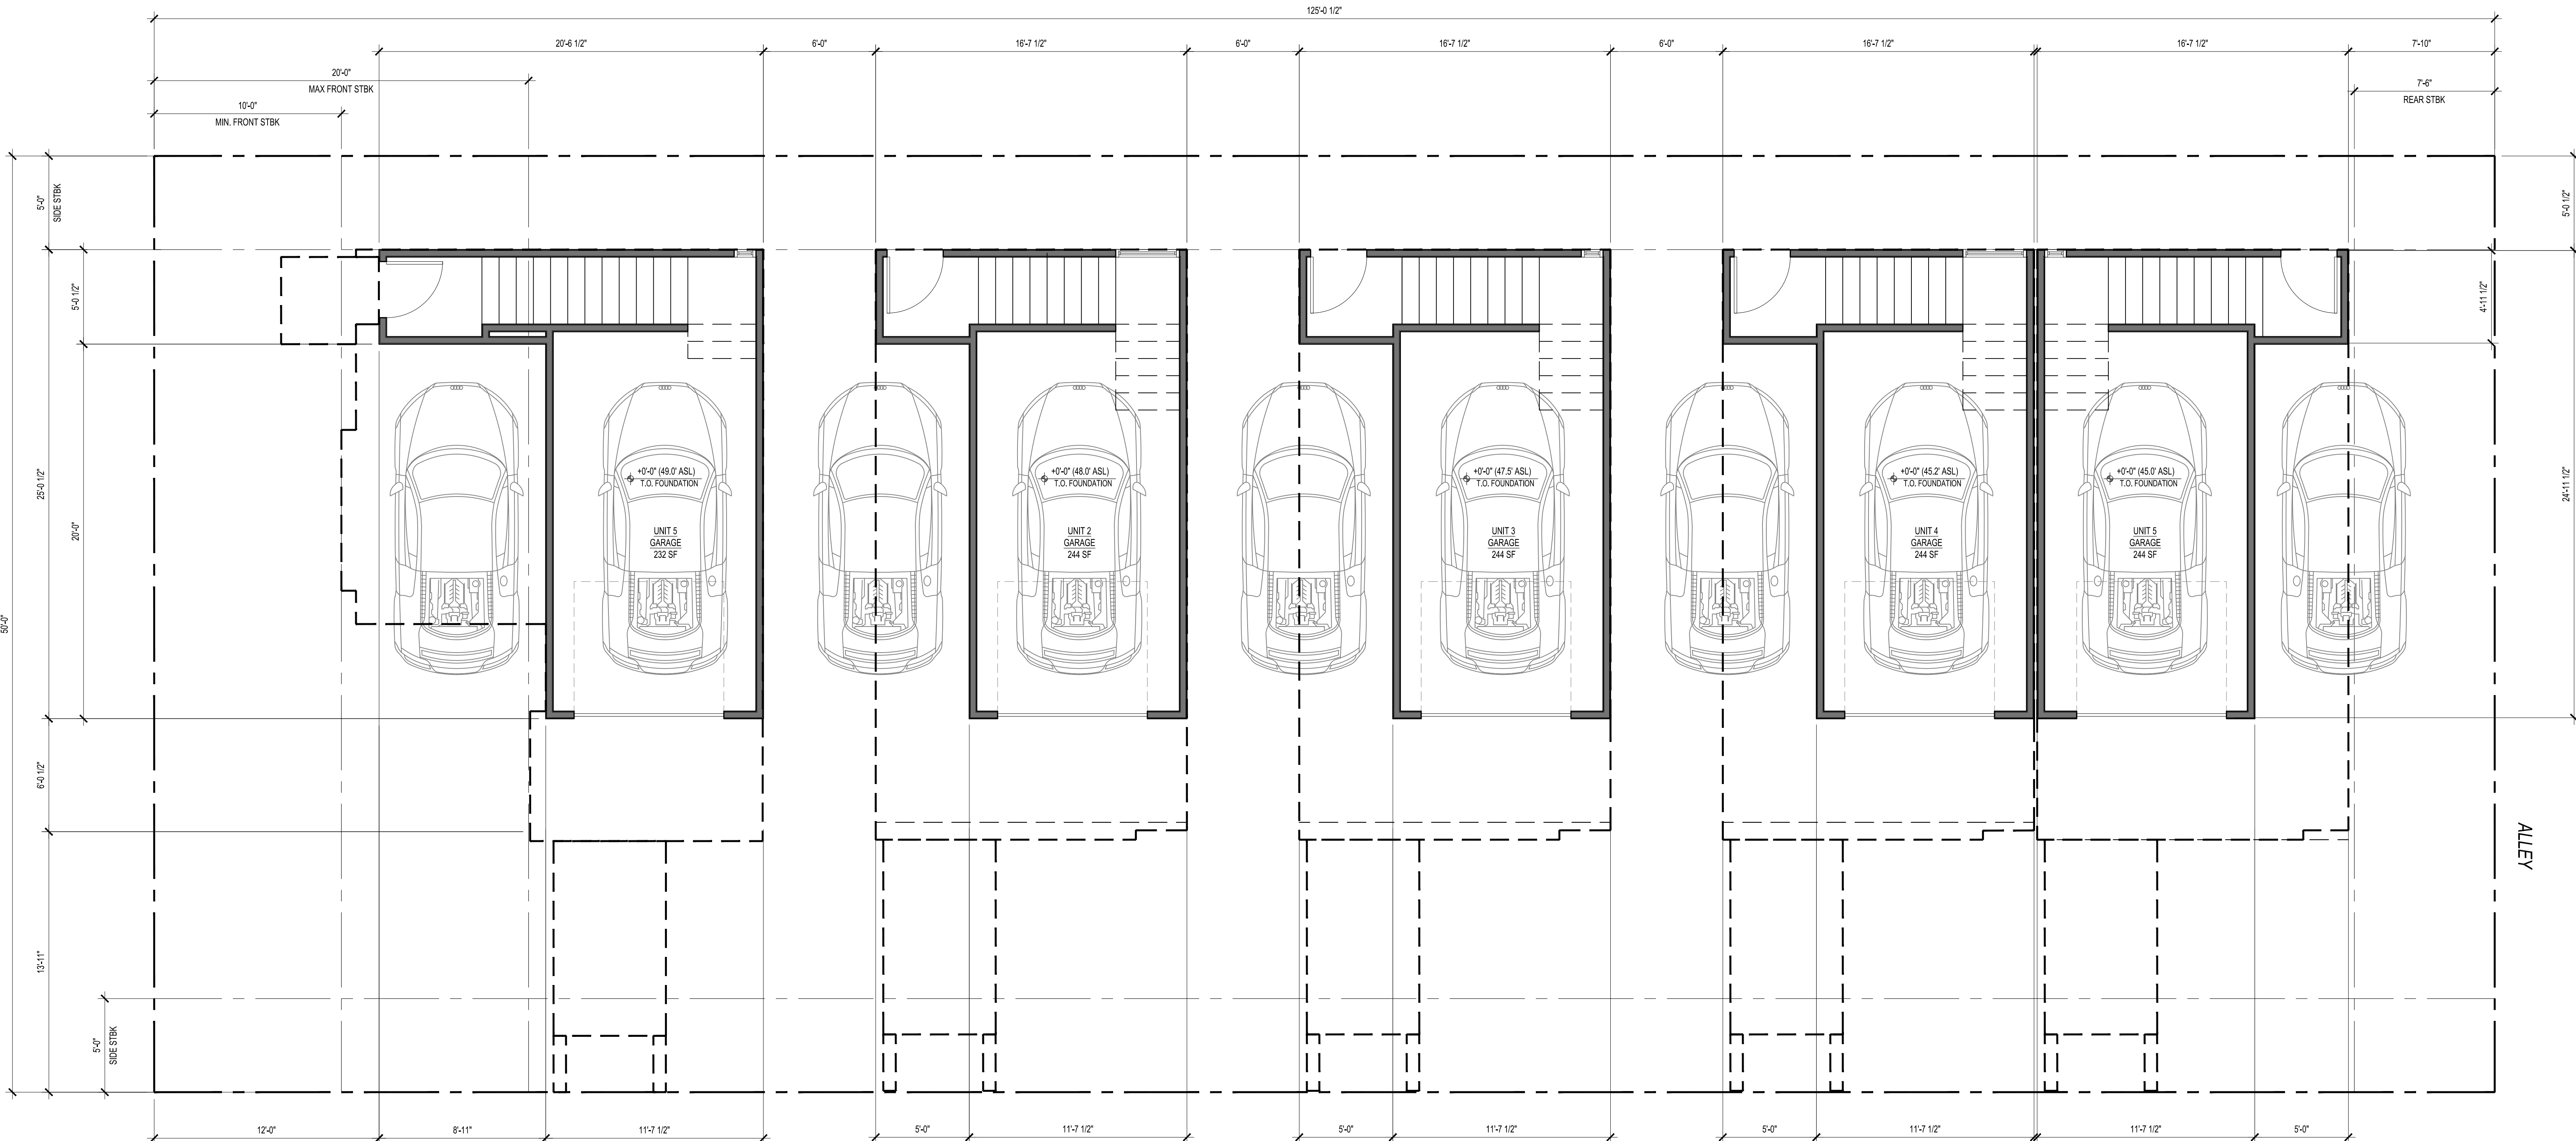 125'-0 1/2"
20'-6 1/2"
6'-0"
16'-7 1/2"
6'-0"
16'-7 1/2"
6'-0"
16'-7 1/2"
16'-7 1/2"
7'-10"
20'-0"
MAX FRONT STBK
7'-6"
REAR STBK
10'-0"
MIN. FRONT STBK
5'-0"
SIDE STBK
5'-0 1/2"
5'-0 1/2"
4'-11 1/2"
25'-0 1/2"
20'-0"
24'-11 1/2"
50'-0"
+0'-0" (49.0' ASL)
T.O. FOUNDATION
UNIT 5
GARAGE
232 SF
+0'-0" (48.0' ASL)
T.O. FOUNDATION
UNIT 2
GARAGE
244 SF
+0'-0" (47.5' ASL)
T.O. FOUNDATION
UNIT 3
GARAGE
244 SF
+0'-0" (45.2' ASL)
T.O. FOUNDATION
UNIT 4
GARAGE
244 SF
+0'-0" (45.0' ASL)
T.O. FOUNDATION
UNIT 5
GARAGE
244 SF
6'-0 1/2"
ALLEY
13'-11"
5'-0"
SIDE STBK
12'-0"
8'-11"
11'-7 1/2"
5'-0"
11'-7 1/2"
5'-0"
11'-7 1/2"
5'-0"
11'-7 1/2"
11'-7 1/2"
5'-0"